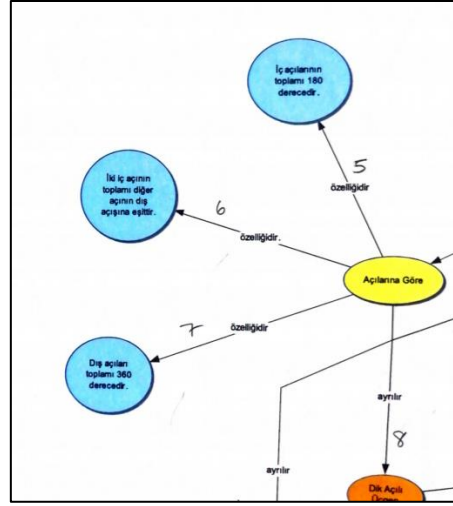 İç açılarının
toplamı 180
derecedir.
5
özelliğidir
İki iç açının
toplamı diğer
açının dış
açısına eşittir.
6
özelliğidir.
Açılarına Göre
7
özelliğidir
Dış açıları
toplamı 360
derecedir.
ayrılır
8
ayrılır
Dik Açılı
Üçgen